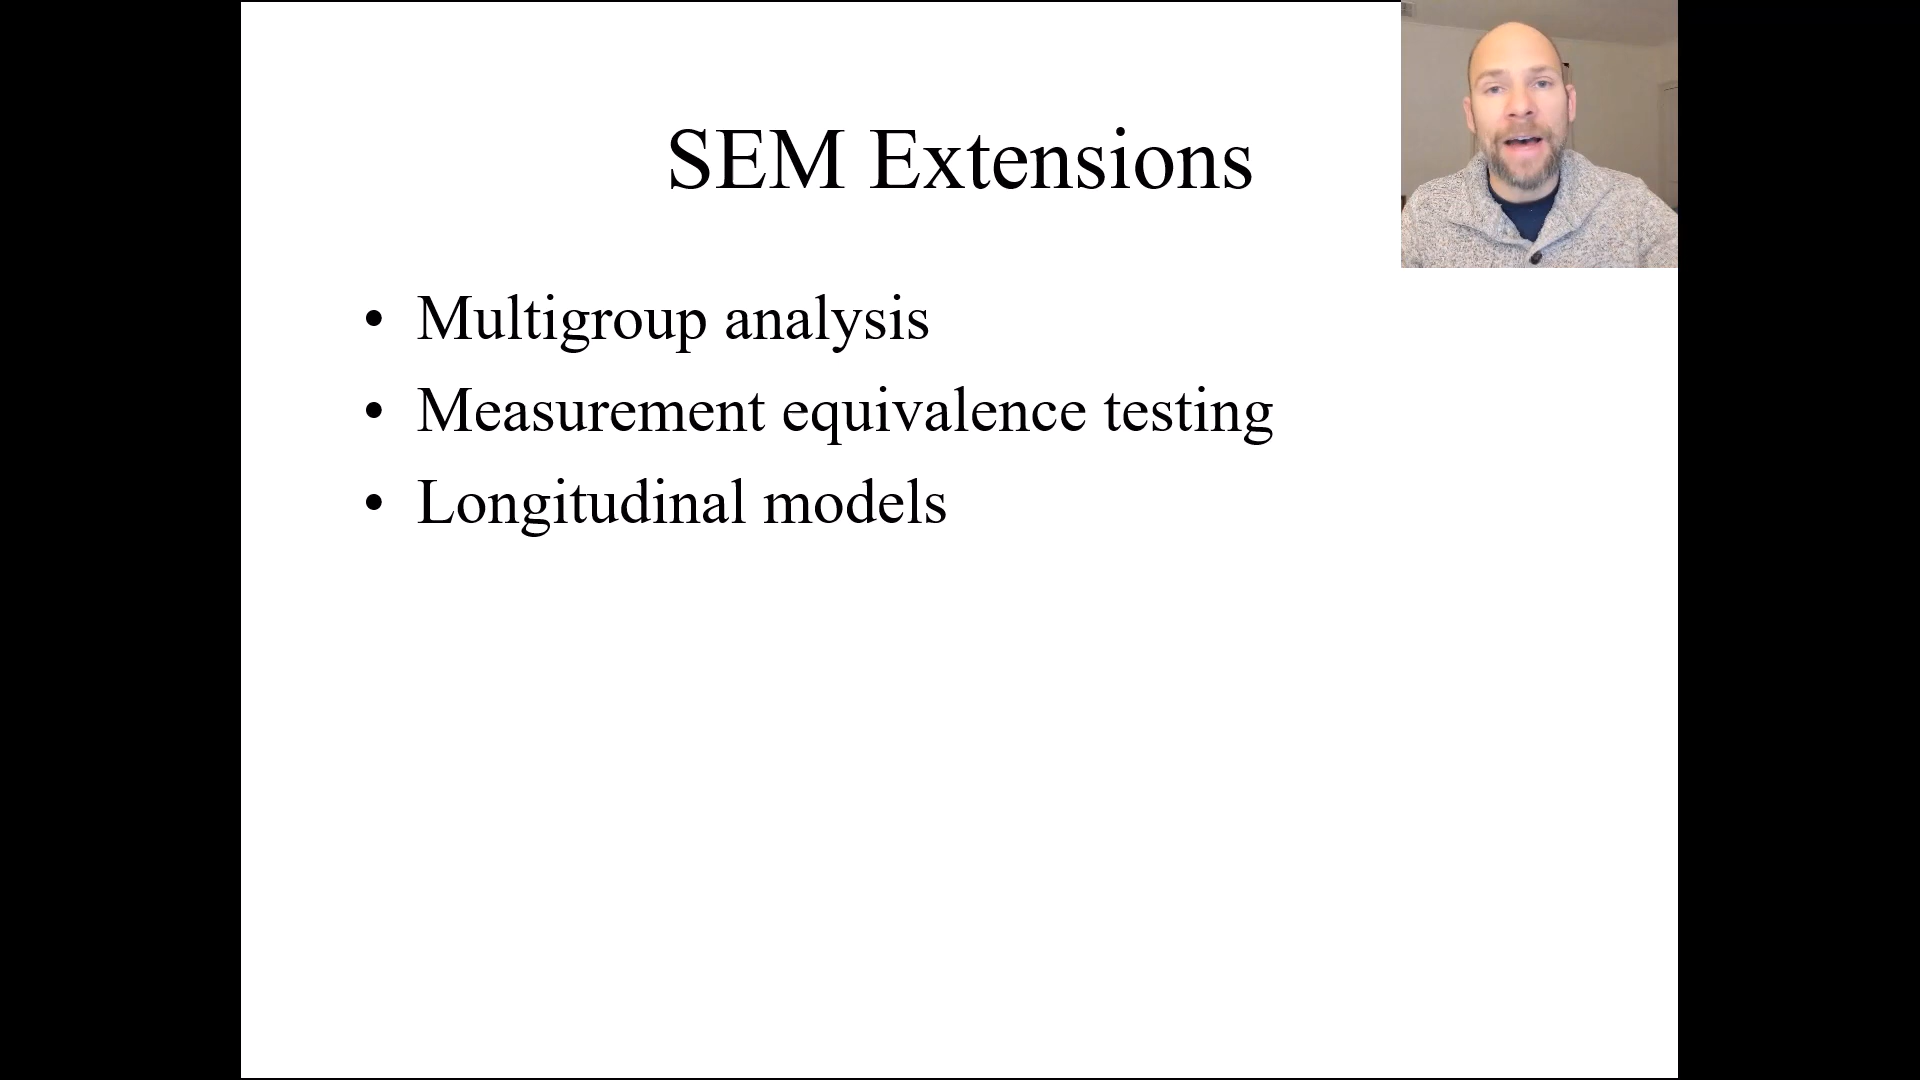 SEM Extensions
• Multigroup analysis
• Measurement equivalence testing
• Longitudinal models